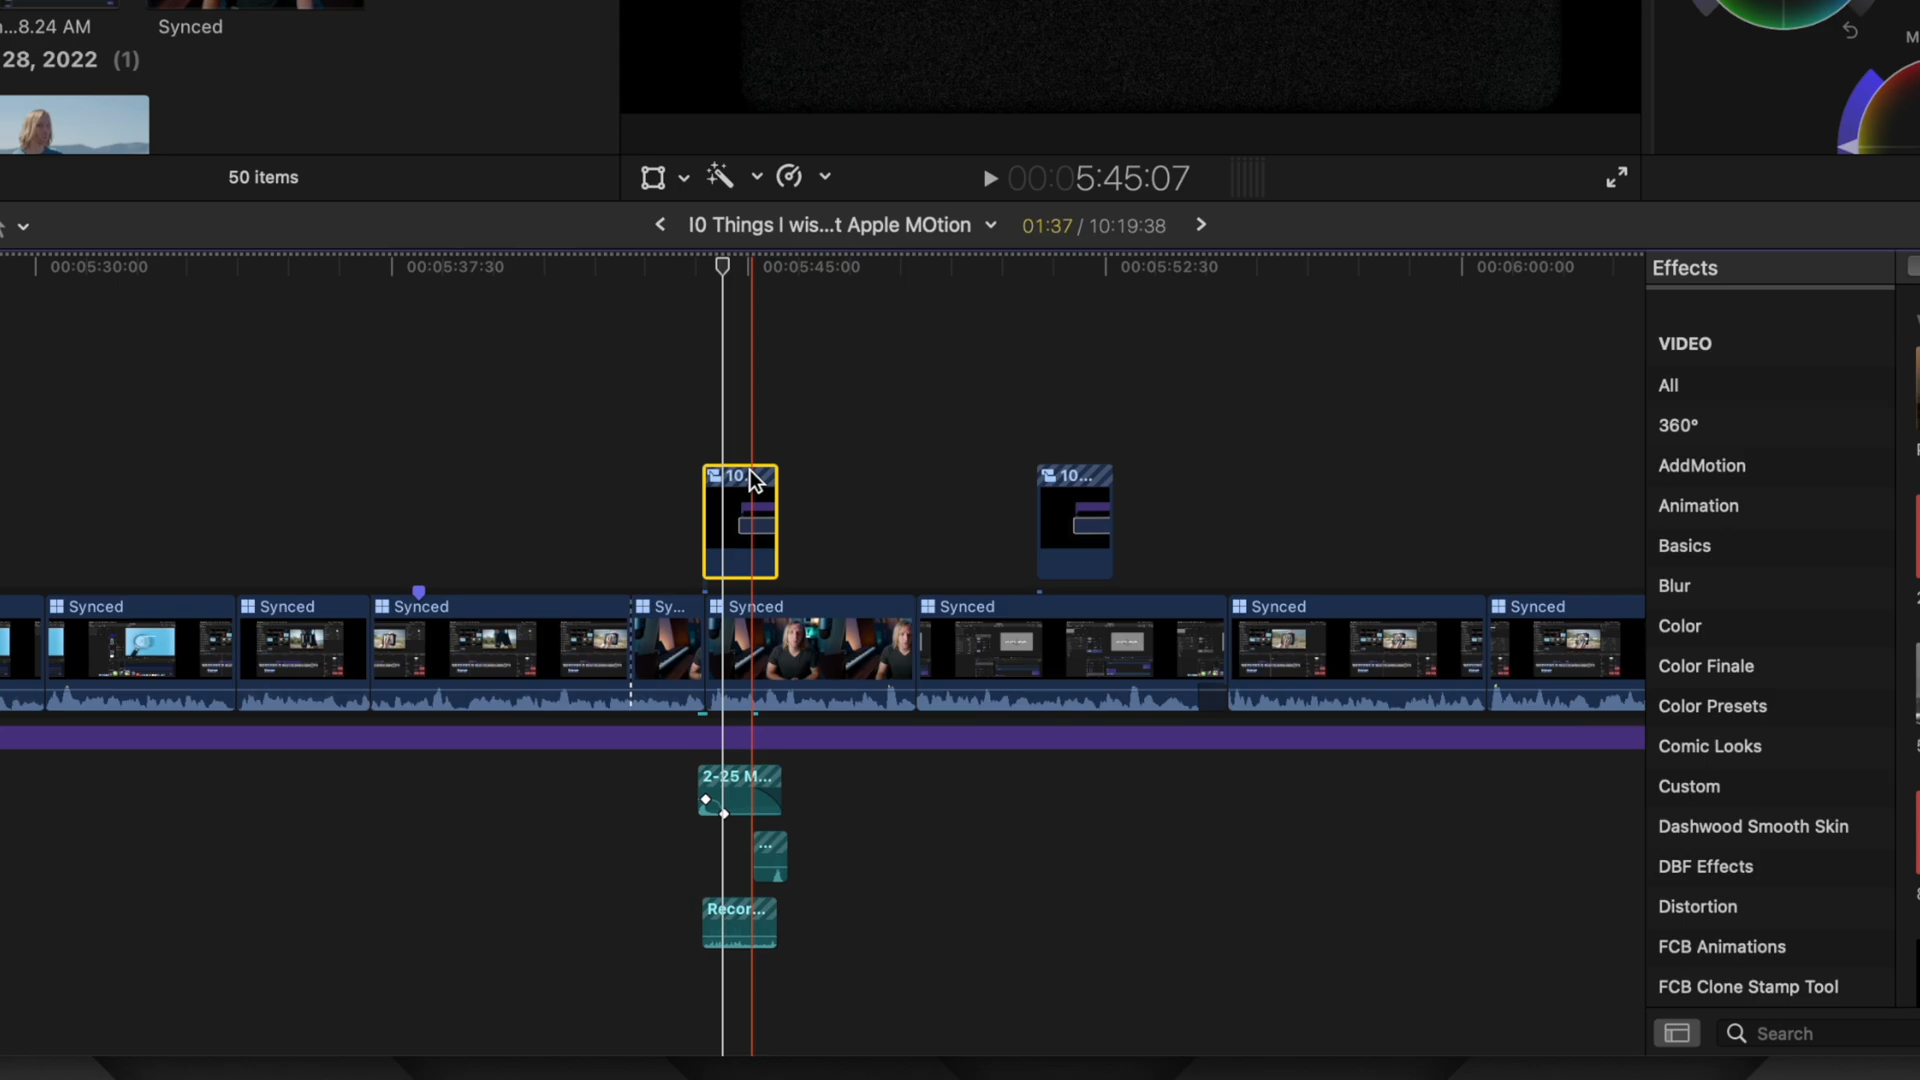 ...8.24 AM
Synced
28, 2022 (1)
M
50 items
00:05:45:07
10 Things I wis...t Apple MOtion
01:37 / 10:19:38
00:05:30:00
00:05:37:30
00:05:45:00
00:05:52:30
00:06:00:00
Effects
VIDEO
All
360°
AddMotion
Animation
Basics
Blur
Color
Color Finale
Color Presets
Comic Looks
Custom
Dashwood Smooth Skin
DBF Effects
Distortion
FCB Animations
FCB Clone Stamp Tool
Search
10...
10...
Synced
Synced
Synced
Sy...
Synced
Synced
Synced
Synced
2-25 M...
...
Recor...